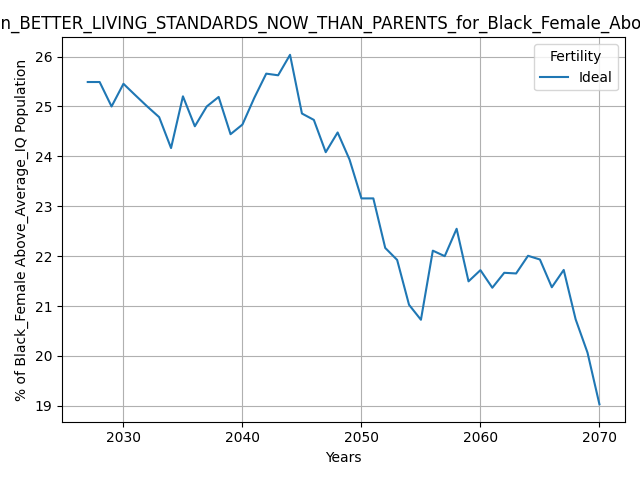 n_BETTER_LIVING_STANDARDS_NOW_THAN_PARENTS_for_Black_Female_Abo
% of Black_Female Above_Average_IQ Population
26
25
24
23
22
21
20
19
Fertility
Ideal
2030 2040 2050 2060 2070
Years